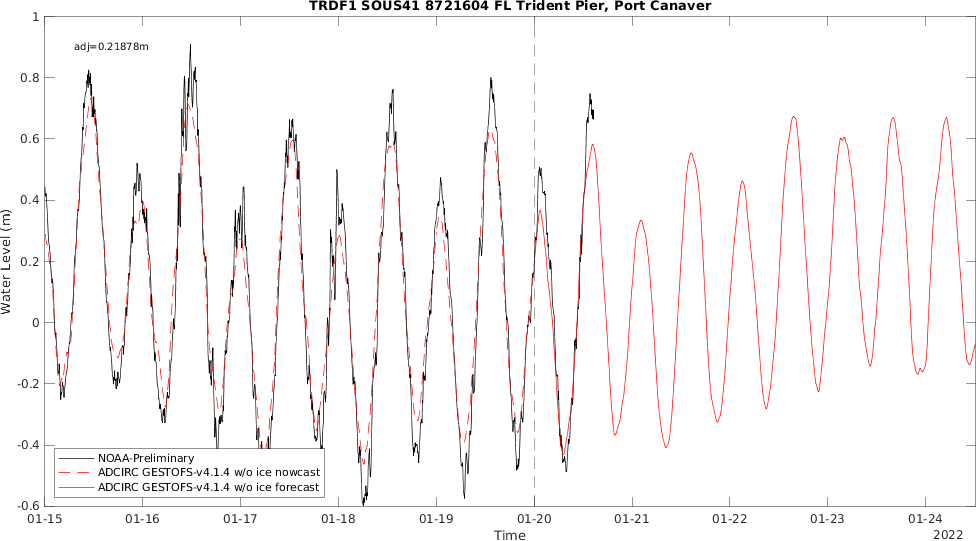 TRDF1 SOUS41 8721604 FL Trident Pier, Port Canaver
adj=0.21878m
1
0.8
0.6
0.4
0.2
0
-0.2
-0.4
-0.6
Water Level (m)
NOAA-Preliminary
ADCIRC GESTOFS-v4.1.4 w/o ice nowcast
ADCIRC GESTOFS-v4.1.4 w/o ice forecast
01-15 01-16 01-17 01-18 01-19 01-20 01-21 01-22 01-23 01-24
Time
2022